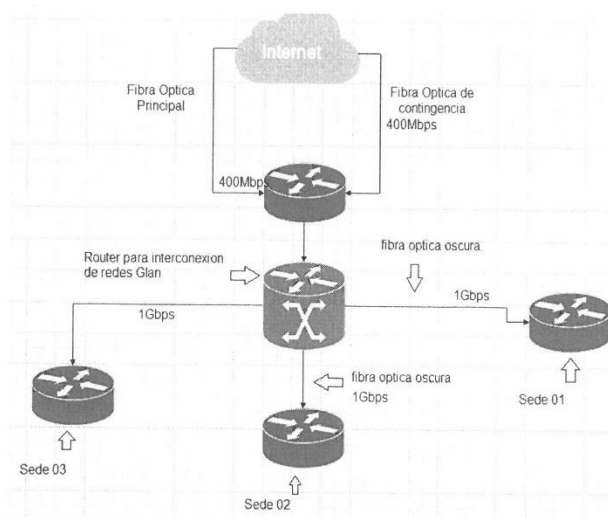 Internet
Fibra Optica
Principal
Fibra Optica de
contingencia
400Mbps
400Mbps
Router para interconexion
de redes Glan
fibra optica oscura
1Gbps
1Gbps
fibra optica oscura
1Gbps
Sede 01
Sede 03
Sede 02